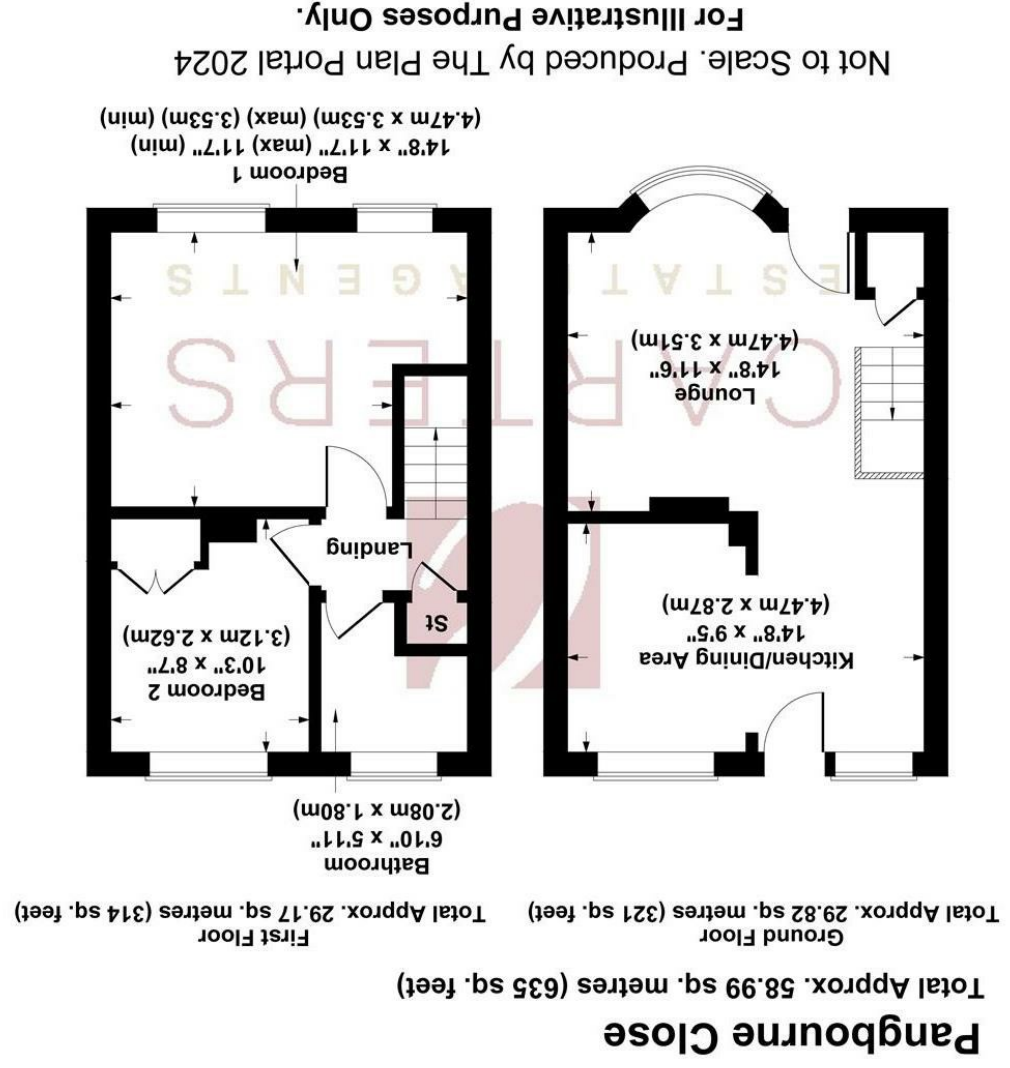 Pangbourne Close
Total Approx. 58.99 sq. metres (635 sq. feet)
Ground Floor
Total Approx. 29.82 sq. metres (321 sq. feet)
First Floor
Total Approx. 29.17 sq. metres (314 sq. feet)
Kitchen/Dining Area
14'8" x 9'5"
(4.47m x 2.87m)
Lounge
14'8" x 11'6"
(4.47m x 3.51m)
Bathroom
6'10" x 5'11"
(2.08m x 1.80m)
St
Bedroom 2
10'3" x 8'7"
(3.12m x 2.62m)
Landing
Bedroom 1
14'8" x 11'7" (max) 11'7" (min)
(4.47m x 3.53m) (max) (3.53m) (min)
CARTERS
ESTATE AGENTS
Not to Scale. Produced by The Plan Portal 2024
For Illustrative Purposes Only.